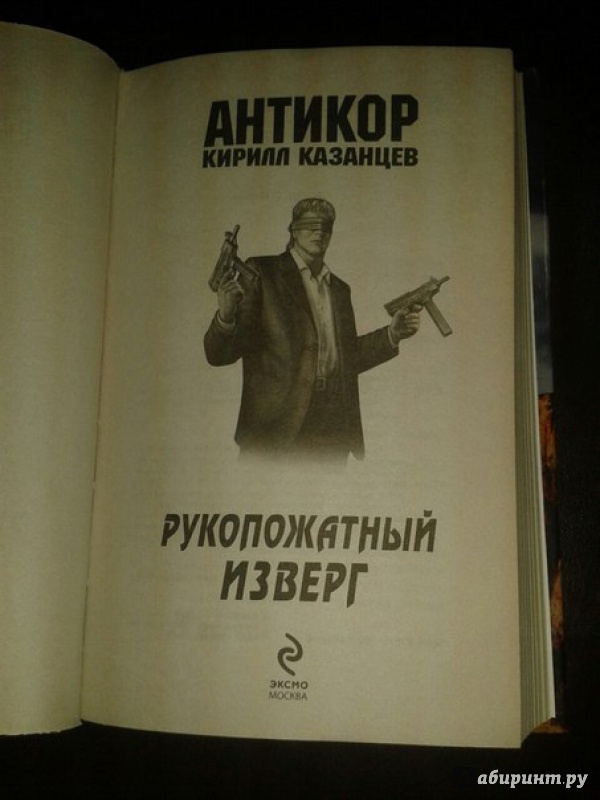 АНТИКОР
КИРИЛЛ КАЗАНЦЕВ
РУКОПОЖАТНЫЙ
ИЗВЕРГ
ЭКСМО
МОСКВА
абиринт.ру